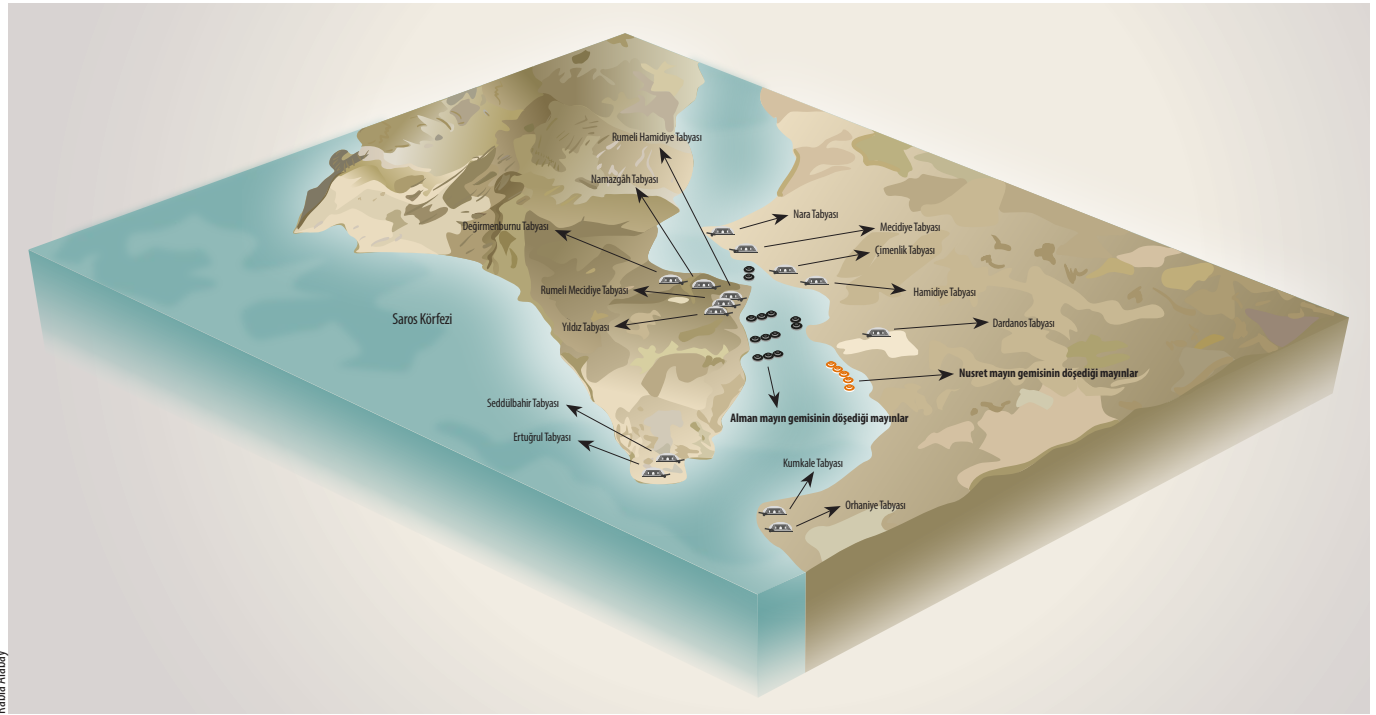 Rumeli Hamidiye Tabyası
Namazgâh Tabyası
Nara Tabyası
Değirmenburnu Tabyası
Mecidiye Tabyası
Çimenlik Tabyası
Rumeli Mecidiye Tabyası
Hamidiye Tabyası
Saros Körfezi
Yıldız Tabyası
Dardanos Tabyası
Nusret mayın gemisinin döşediği mayınlar
Seddülbahir Tabyası
Alman mayın gemisinin döşediği mayınlar
Ertuğrul Tabyası
Kumkale Tabyası
Orhaniye Tabyası
Alabay